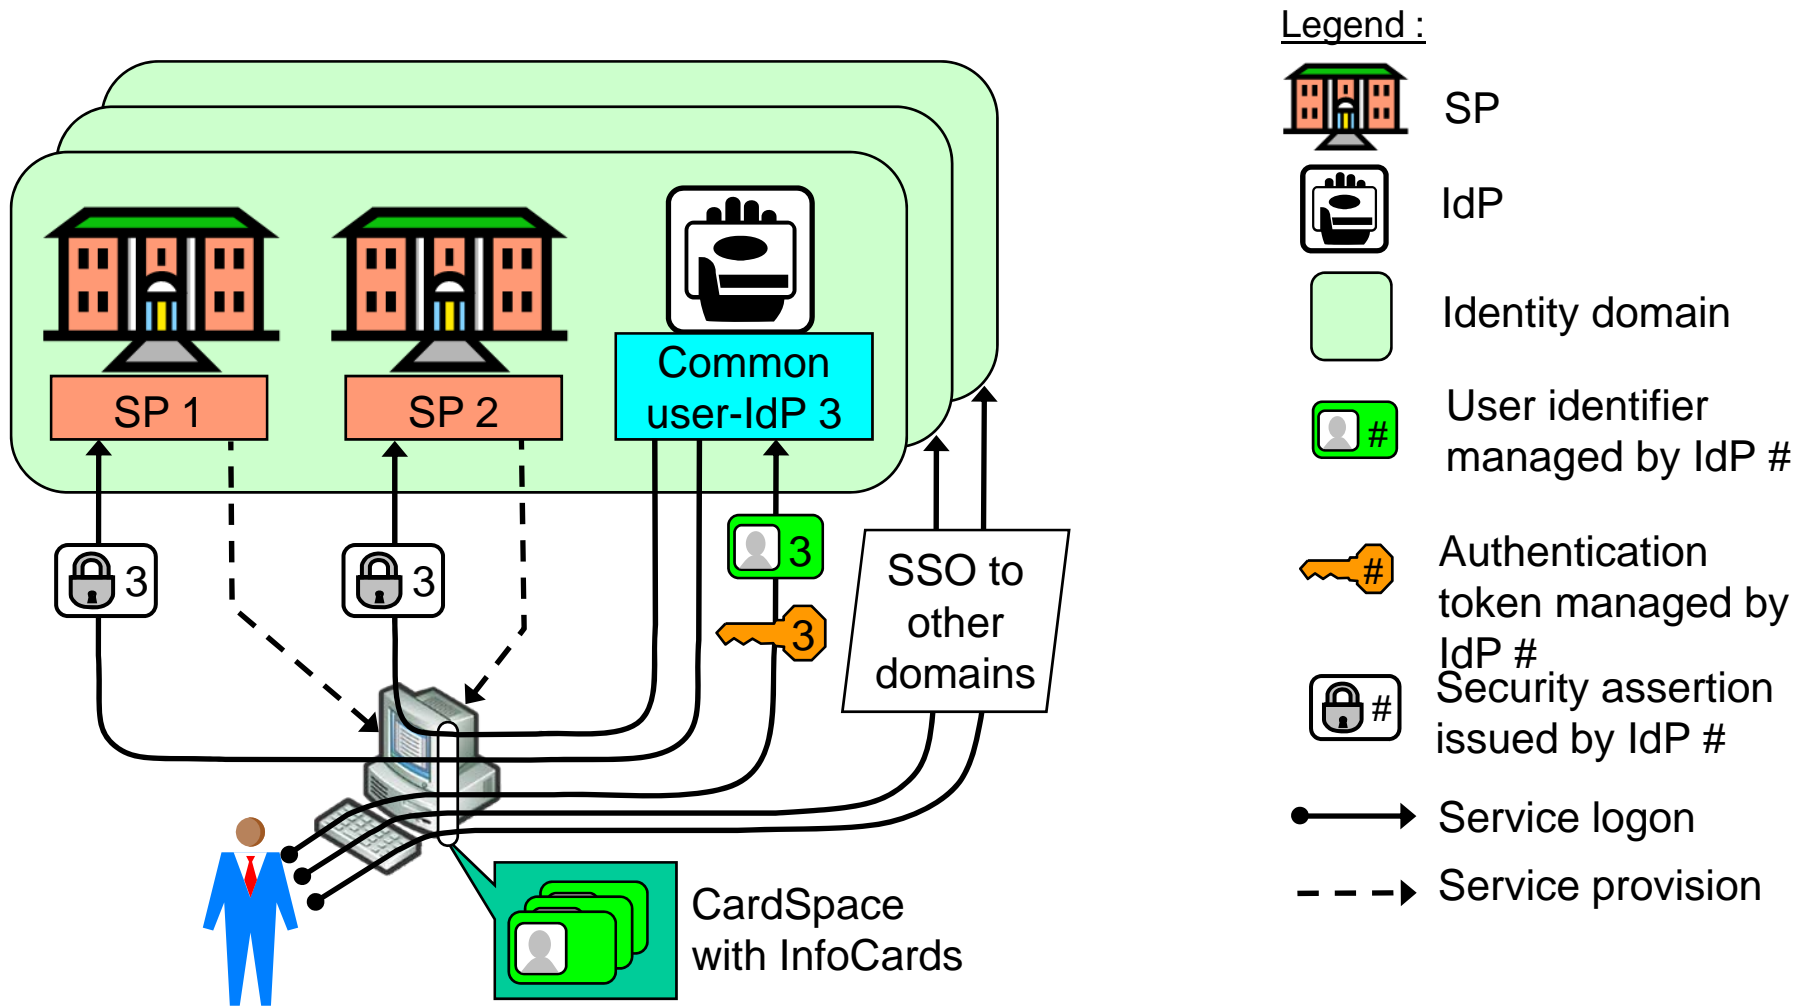 Legend :
SP
IdP
Identity domain
User identifier
managed by IdP #
#
Authentication
token managed by
IdP #
#
Security assertion
issued by IdP #
#
Service logon
Service provision
SP 1
SP 2
Common
user-IdP 3
3
3
3
3
SSO to
other
domains
CardSpace
with InfoCards